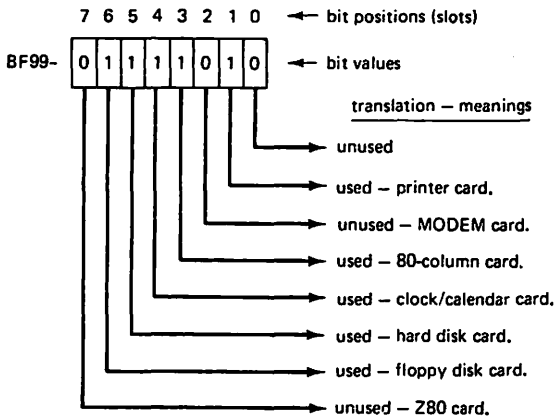 7 6 5 4 3 2 1 0 bit positions (slots)
BF99- 0 1 1 1 1 0 1 0 bit values
translation — meanings
unused
used — printer card.
unused — MODEM card.
used — 80-column card.
used — clock/calendar card.
used — hard disk card.
used — floppy disk card.
unused — Z80 card.